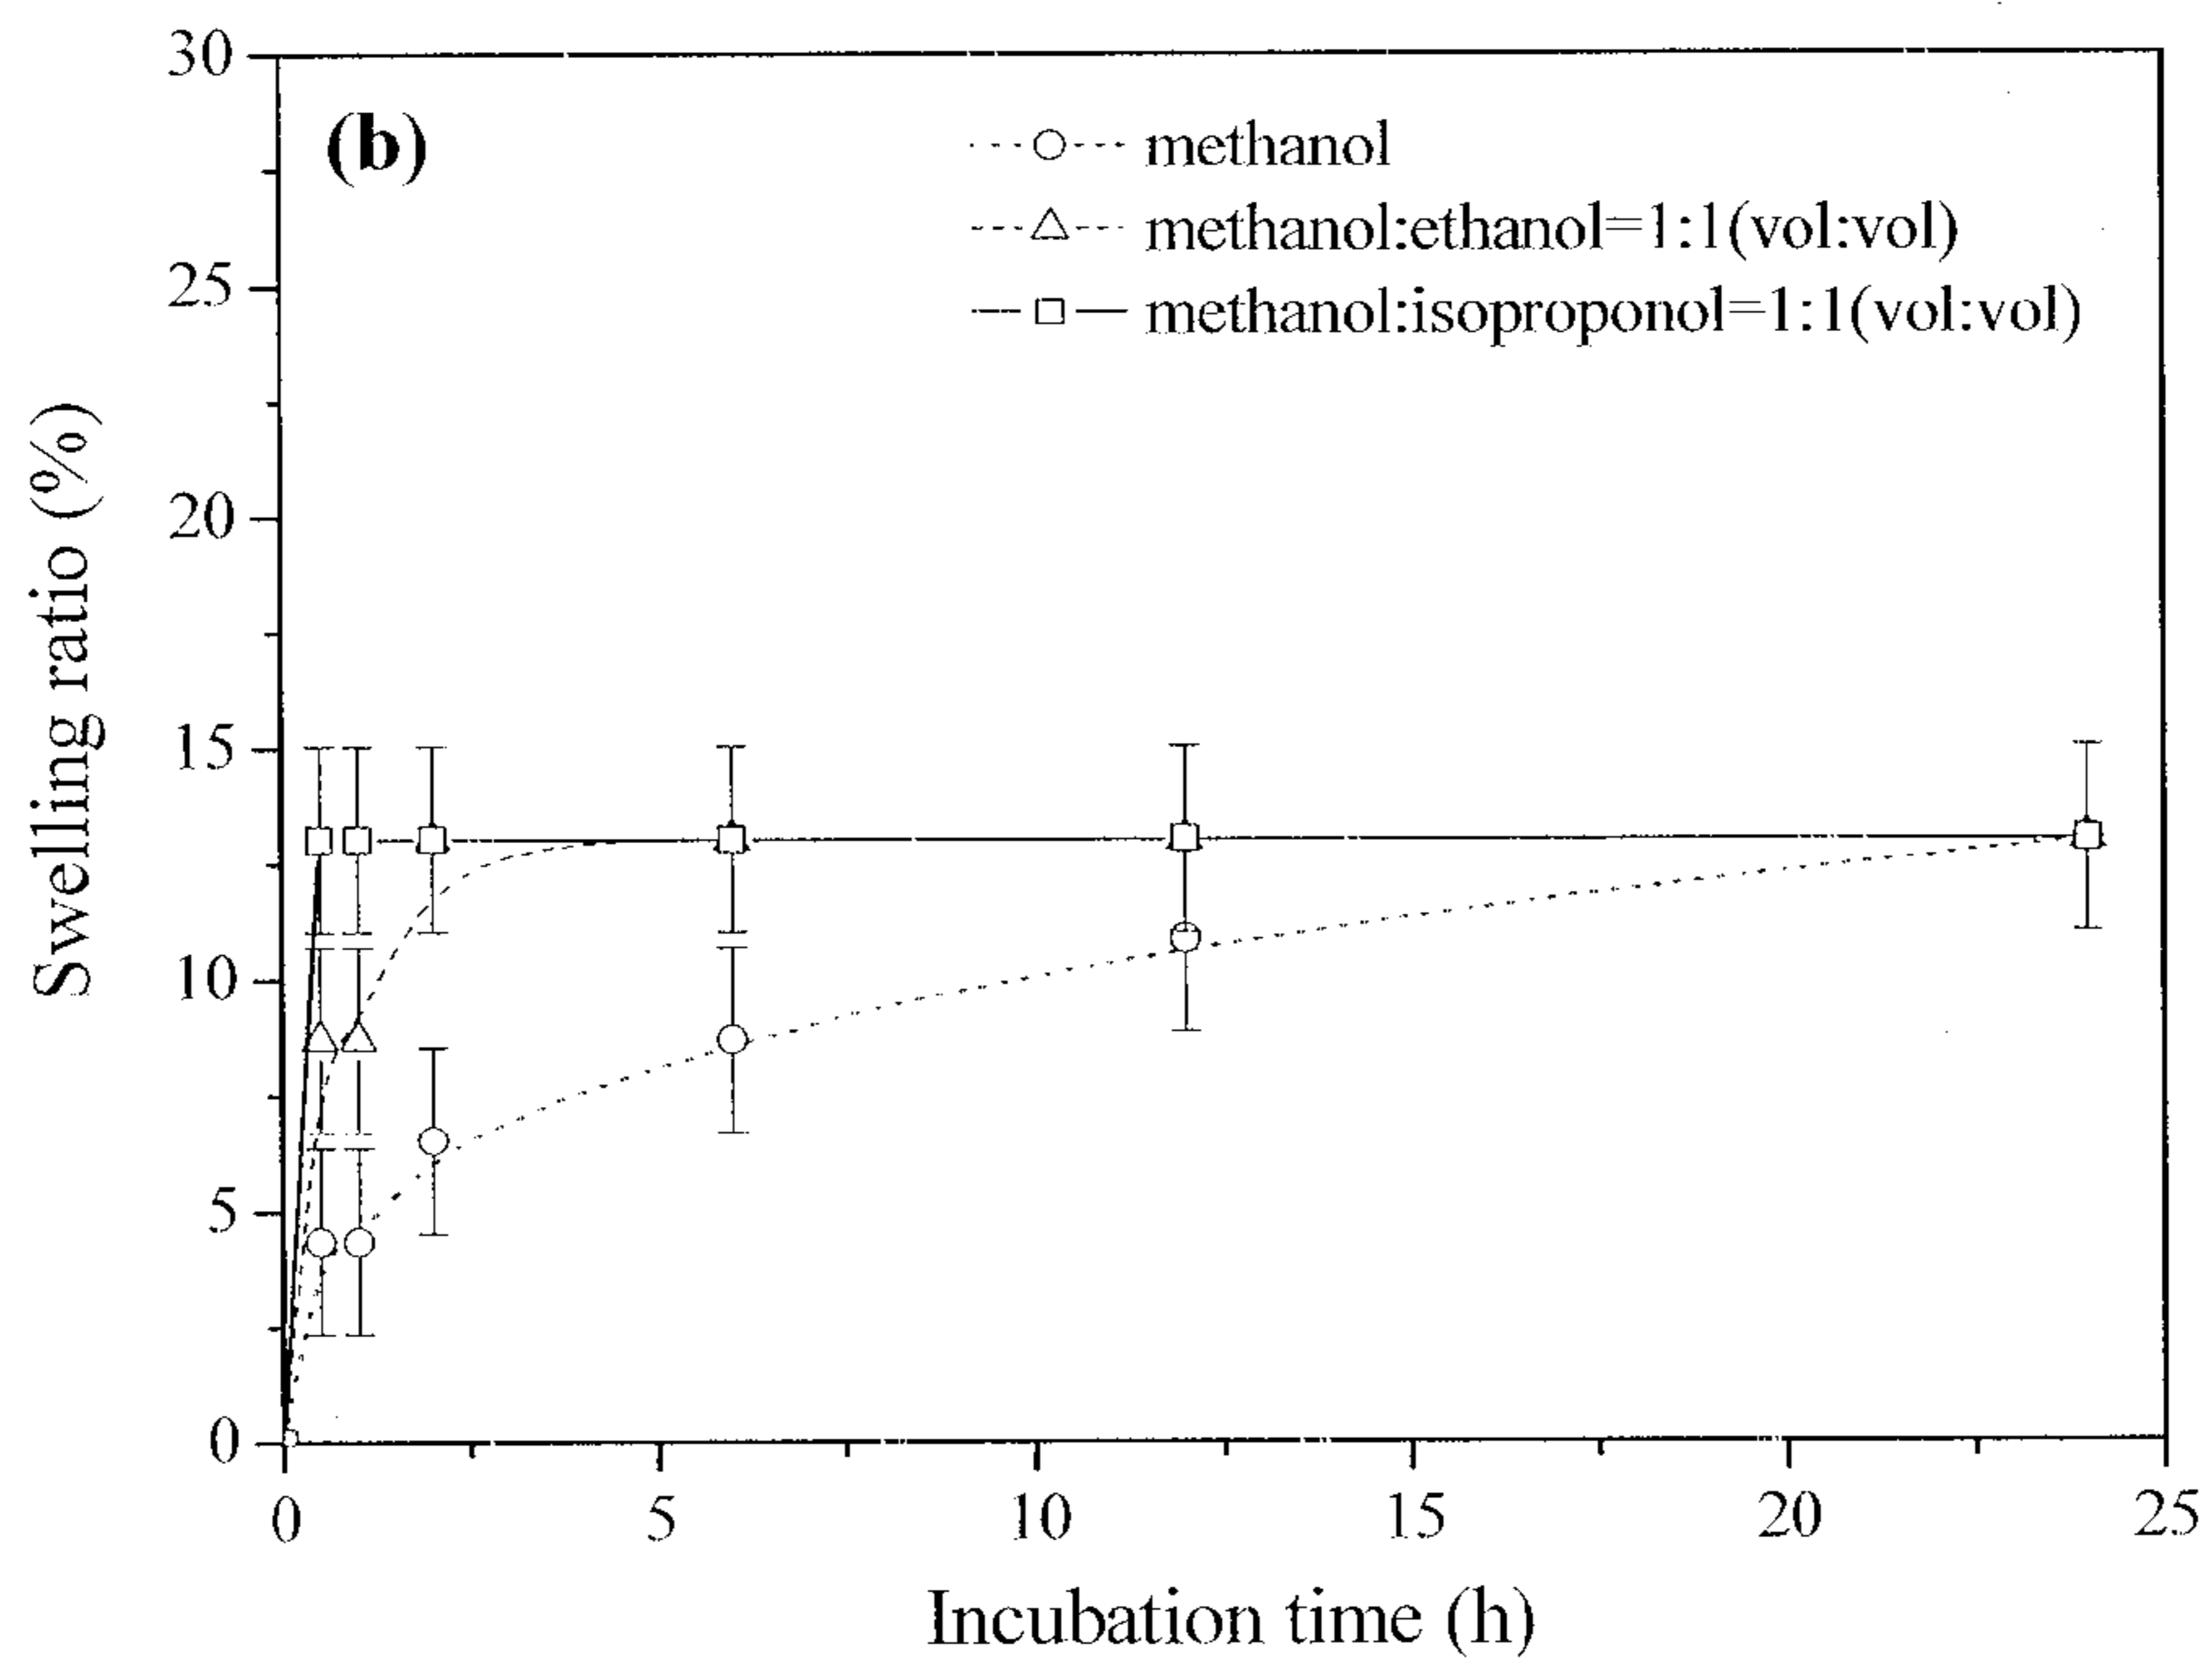 (b)
methanol
methanol:ethanol=1:1(vol:vol)
methanol:isoproponol=1:1(vol:vol)
Swelling ratio (%)
30
25
20
15
10
5
0
0 5 10 15 20 25
Incubation time (h)